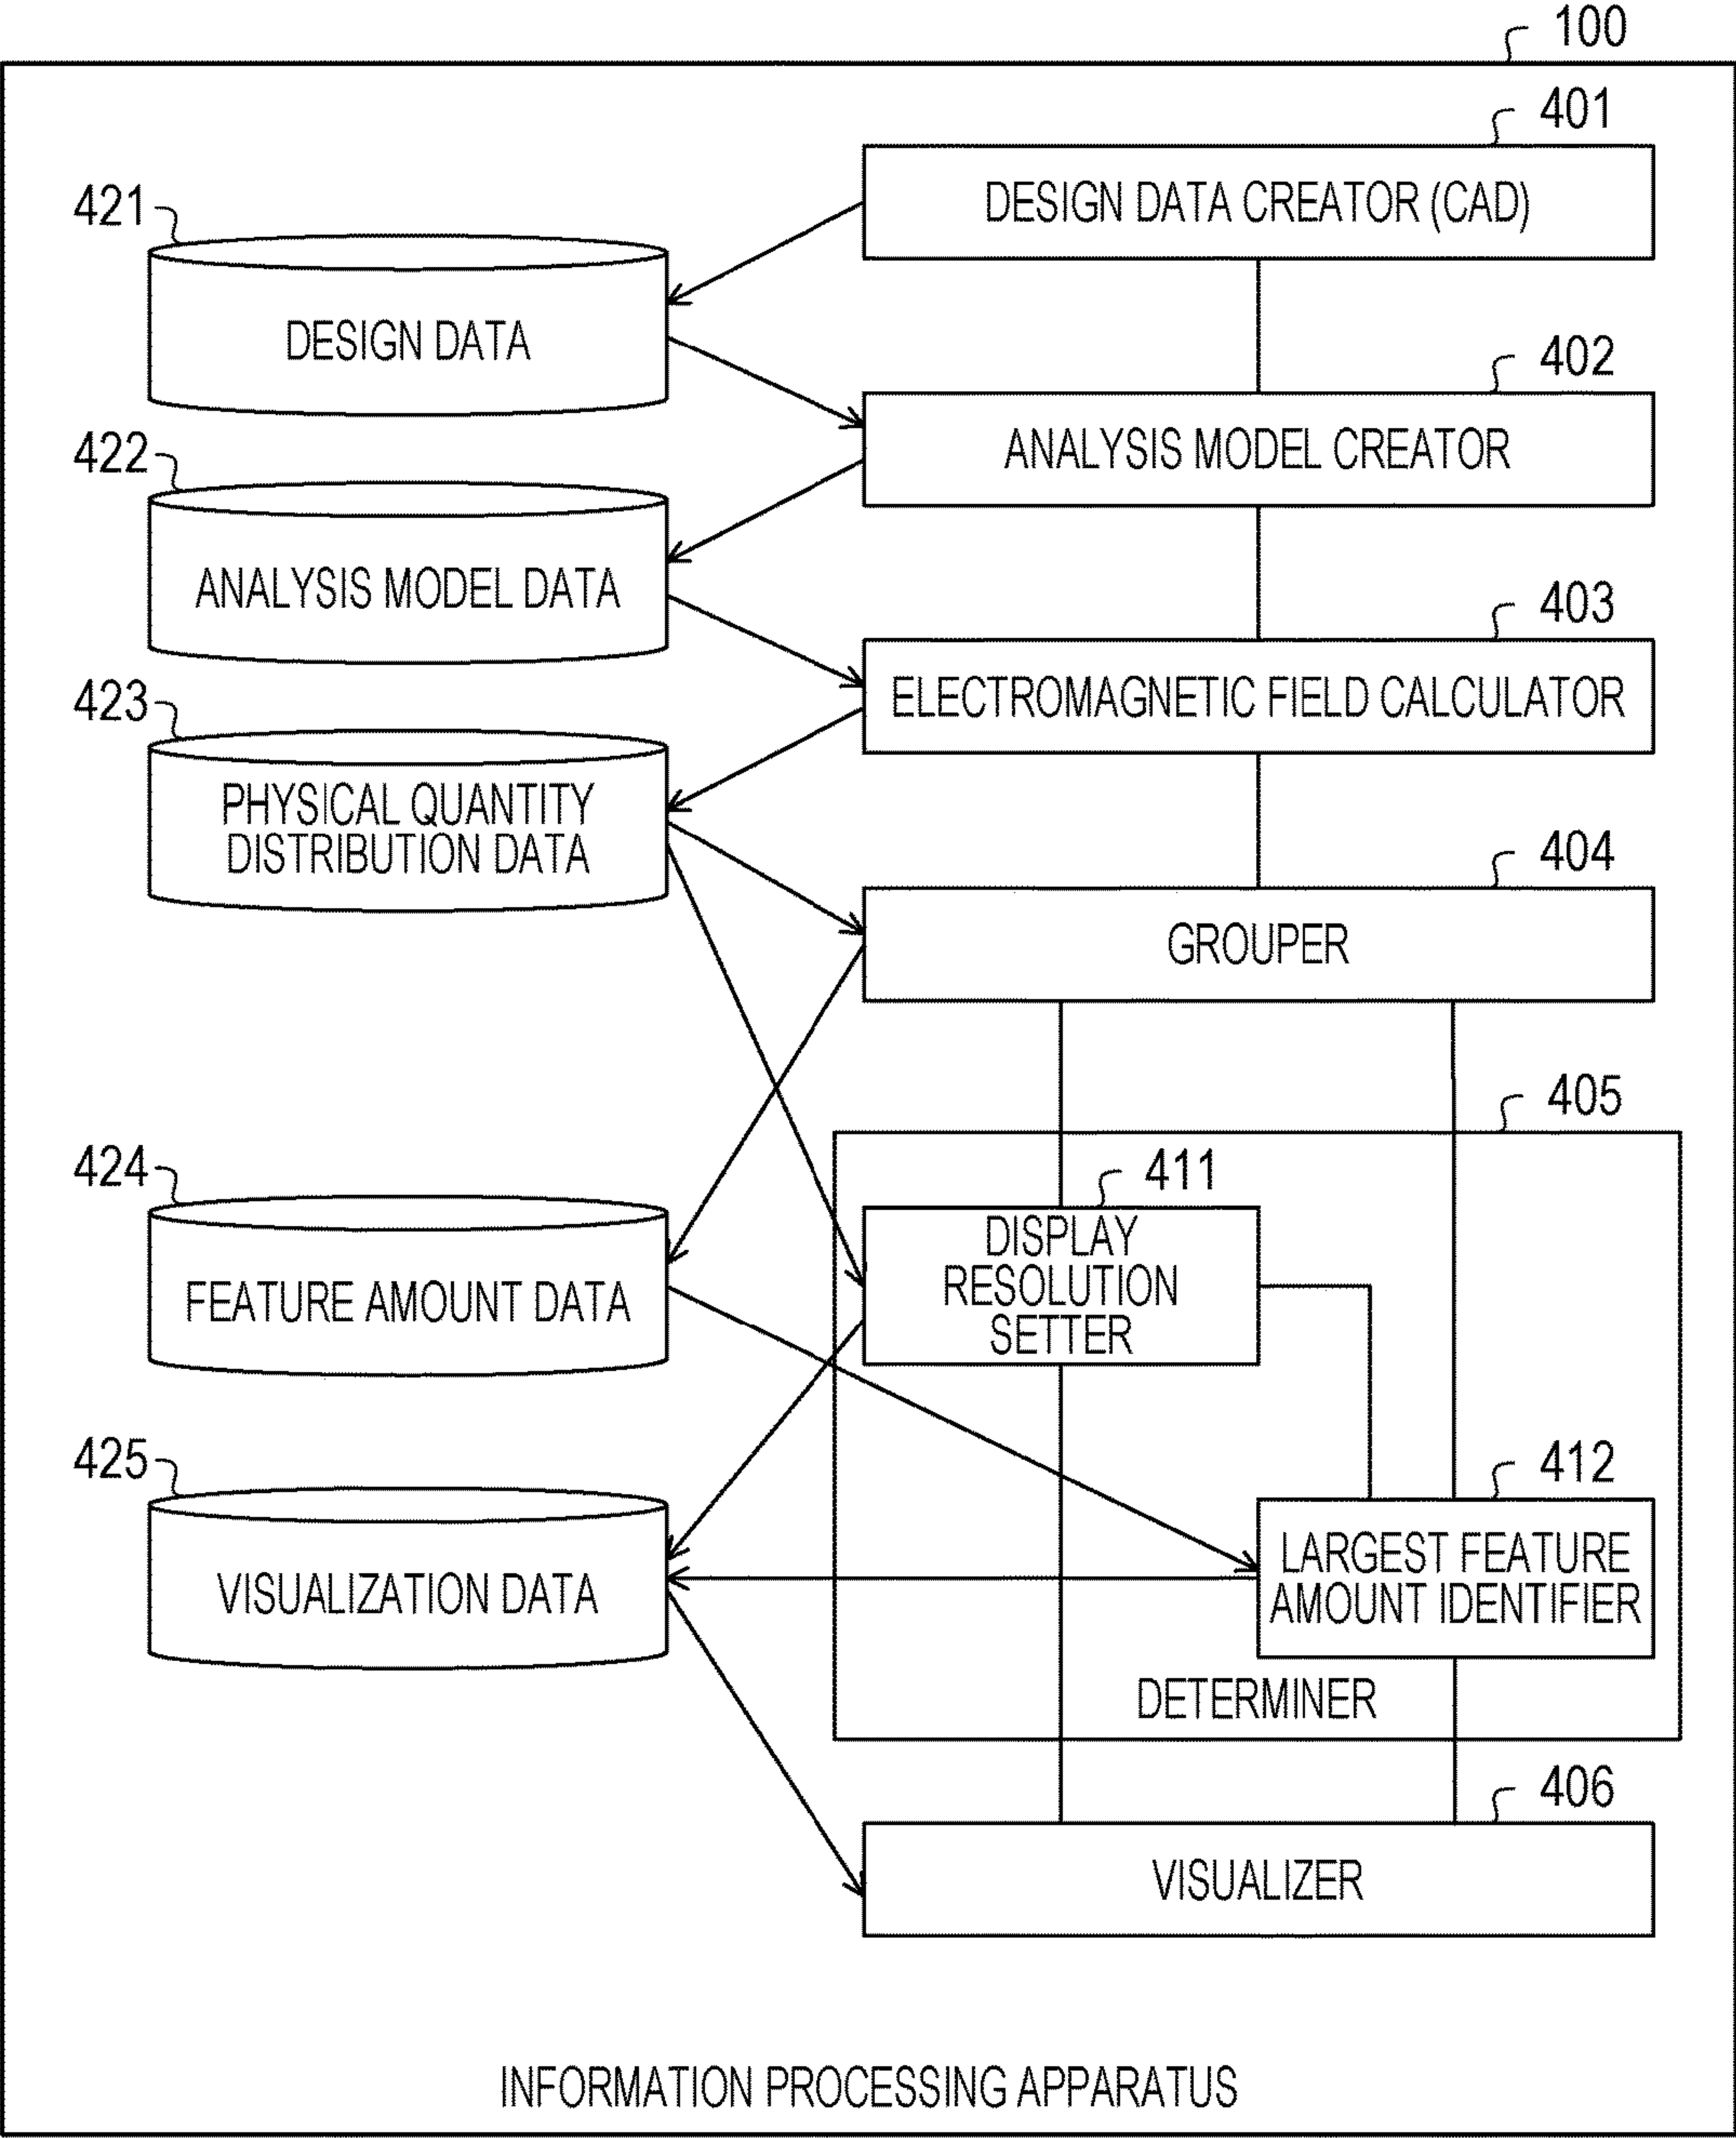 100
401
DESIGN DATA CREATOR (CAD)
421
DESIGN DATA
402
ANALYSIS MODEL CREATOR
422
ANALYSIS MODEL DATA
403
ELECTROMAGNETIC FIELD CALCULATOR
423
PHYSICAL QUANTITY
DISTRIBUTION DATA
404
GROUPER
405
424
411
DISPLAY
RESOLUTION
SETTER
FEATURE AMOUNT DATA
425
412
LARGEST FEATURE
AMOUNT IDENTIFIER
VISUALIZATION DATA
DETERMINER
406
VISUALIZER
INFORMATION PROCESSING APPARATUS